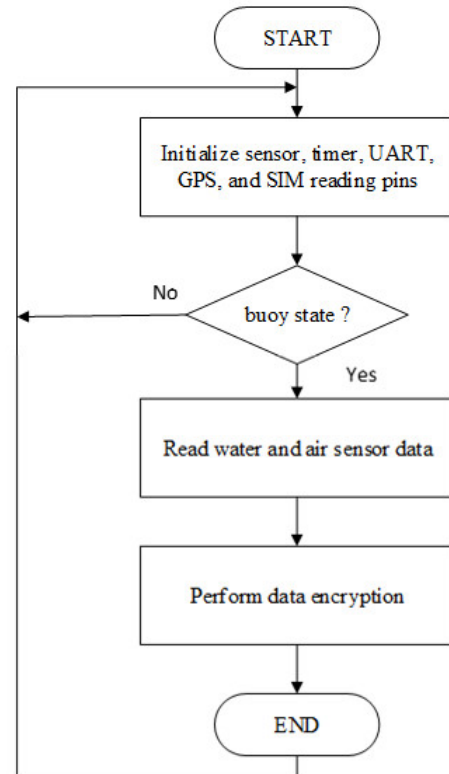 START
Initialize sensor, timer, UART,
GPS, and SIM reading pins
No
buoy state ?
Yes
Read water and air sensor data
Perform data encryption
END